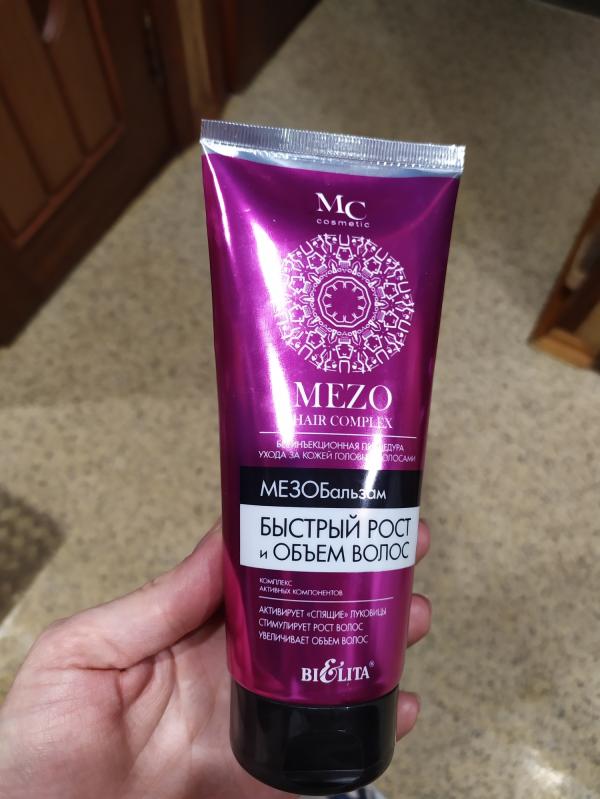 MC
cosmetic
MEZO
HAIR COMPLEX
БЕЗИНЪЕКЦИОННАЯ ПРОЦЕДУРА
УХОДА ЗА КОЖЕЙ ГОЛОВЫ И ВОЛОСАМИ
МЕЗОБальзам
БЫСТРЫЙ РОСТ
и ОБЪЕМ ВОЛОС
КОМПЛЕКС
АКТИВНЫХ КОМПОНЕНТОВ
АКТИВИРУЕТ «СПЯЩИЕ» ЛУКОВИЦЫ
СТИМУЛИРУЕТ РОСТ ВОЛОС
УВЕЛИЧИВАЕТ ОБЪЕМ ВОЛОС
BIELITA®